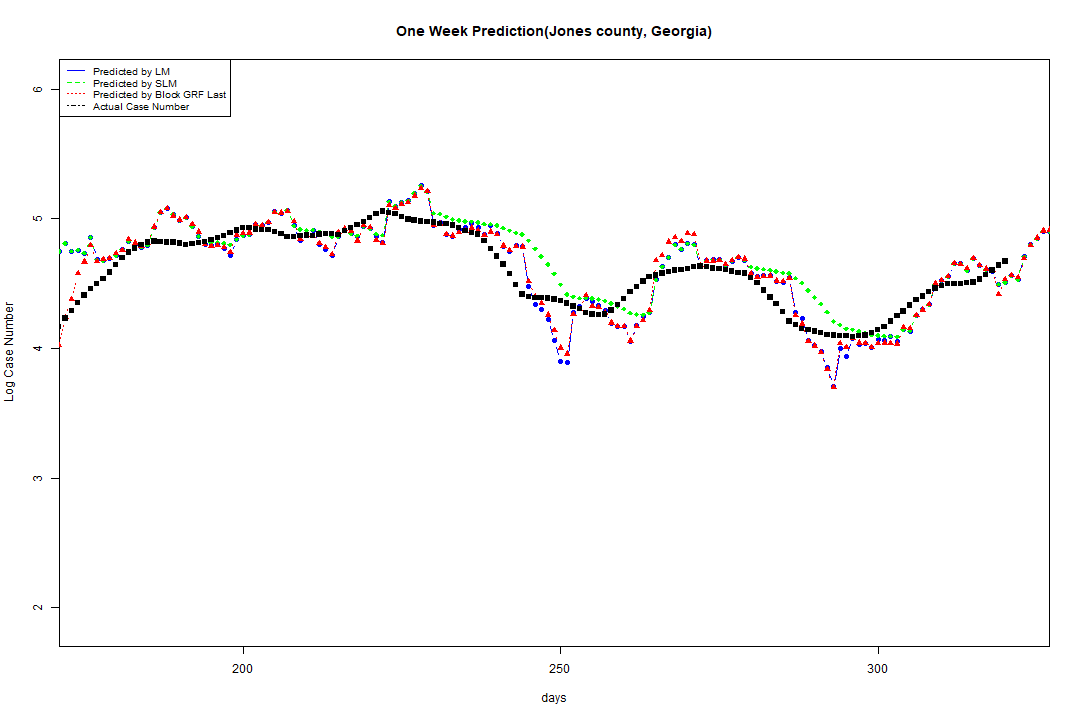 One Week Prediction(Jones county, Georgia)
Predicted by LM
Predicted by SLM
Predicted by Block GRF Last
Actual Case Number
6
5
4
3
2
Log Case Number
200 250 300
days